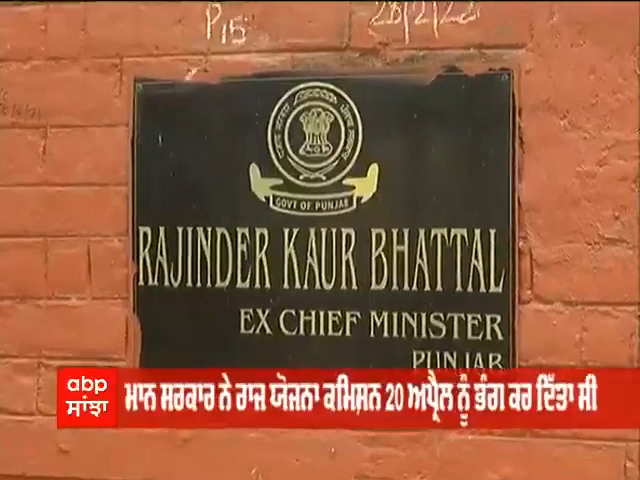 P15
28/2/20
GOVT OF PUNJAB
RAJINDER KAUR BHATTAL
EX CHIEF MINISTER
PUNJAB
abp
ਸਾਂਝਾ
ਮਾਨ ਸਰਕਾਰ ਨੇ ਰਾਜ ਯੋਜਨਾ ਕਮਿਸ਼ਨ 20 ਅਪ੍ਰੈਲ ਨੂੰ ਭੰਗ ਕਰ ਦਿੱਤਾ ਸੀ